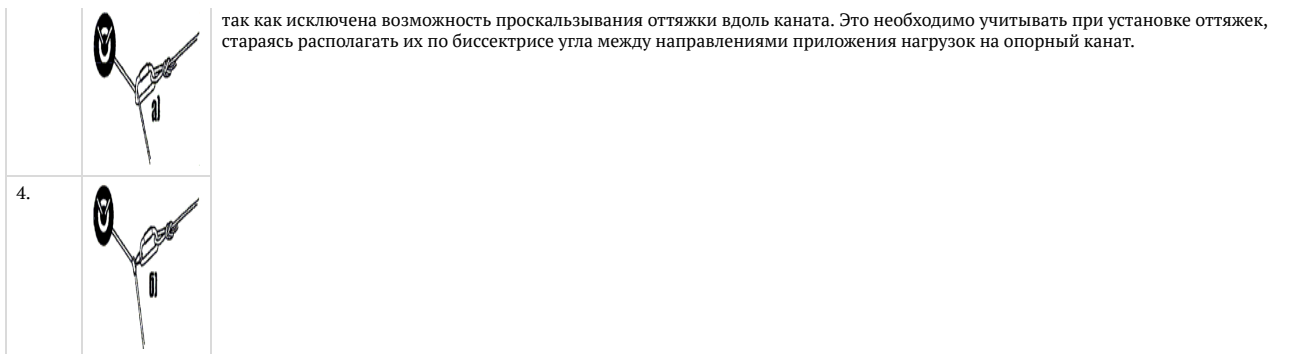 так как исключена возможность проскальзывания оттяжки вдоль каната. Это необходимо учитывать при установке оттяжек,
стараясь располагать их по биссектрисе угла между направлениями приложения нагрузок на опорный канат.
а)
4.
б)